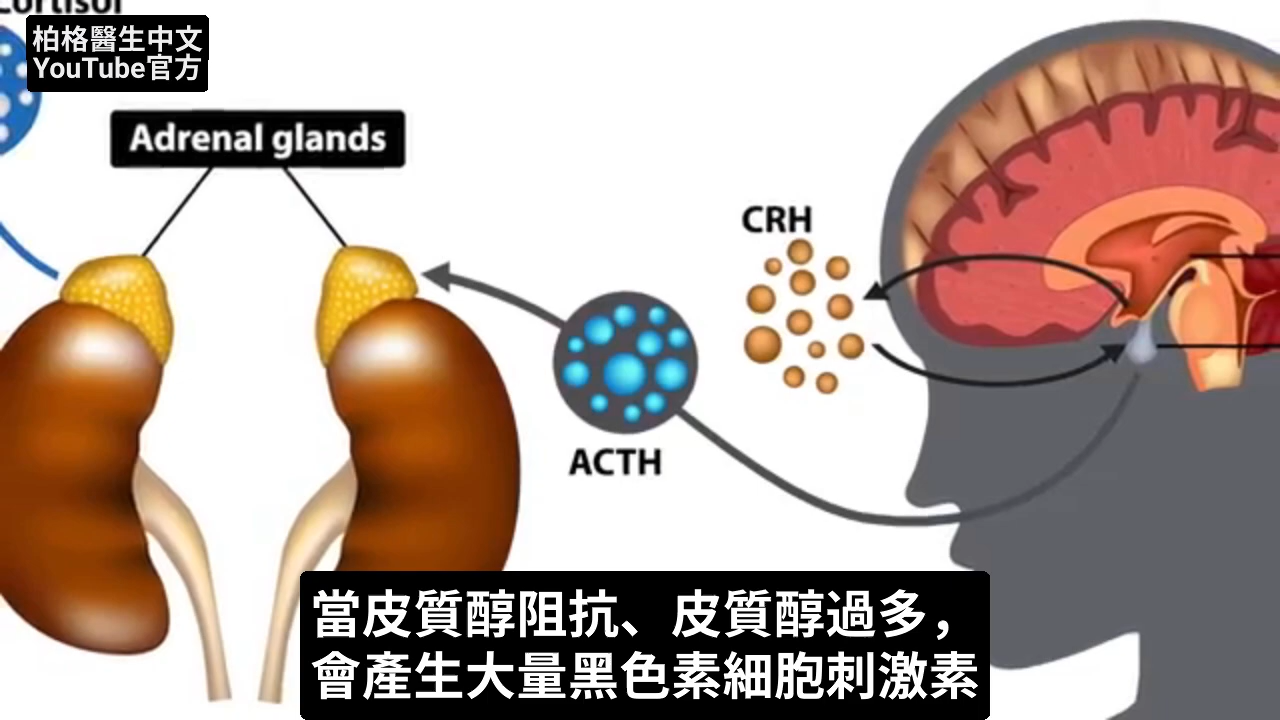 Cortisol
柏格醫生中文
YouTube官方
Adrenal glands
CRH
ACTH
當皮質醇阻抗、皮質醇過多，
會產生大量黑色素細胞刺激素